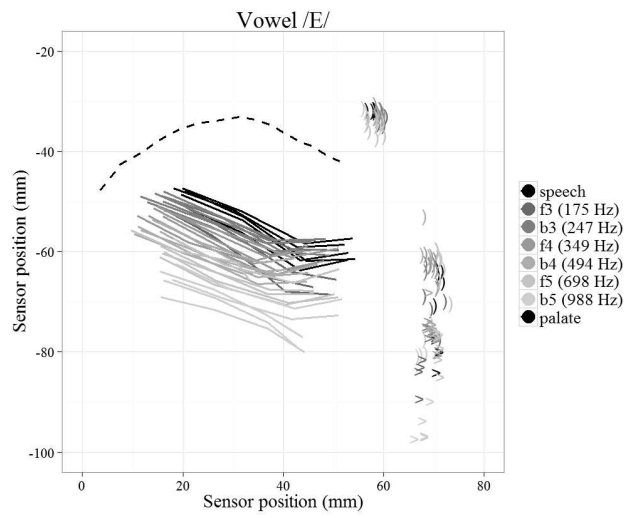 Vowel /E/
-20
-40
-60
-80
-100
Sensor position (mm)
0
20
40
60
80
Sensor position (mm)
speech
f3 (175 Hz)
b3 (247 Hz)
f4 (349 Hz)
b4 (494 Hz)
f5 (698 Hz)
b5 (988 Hz)
palate